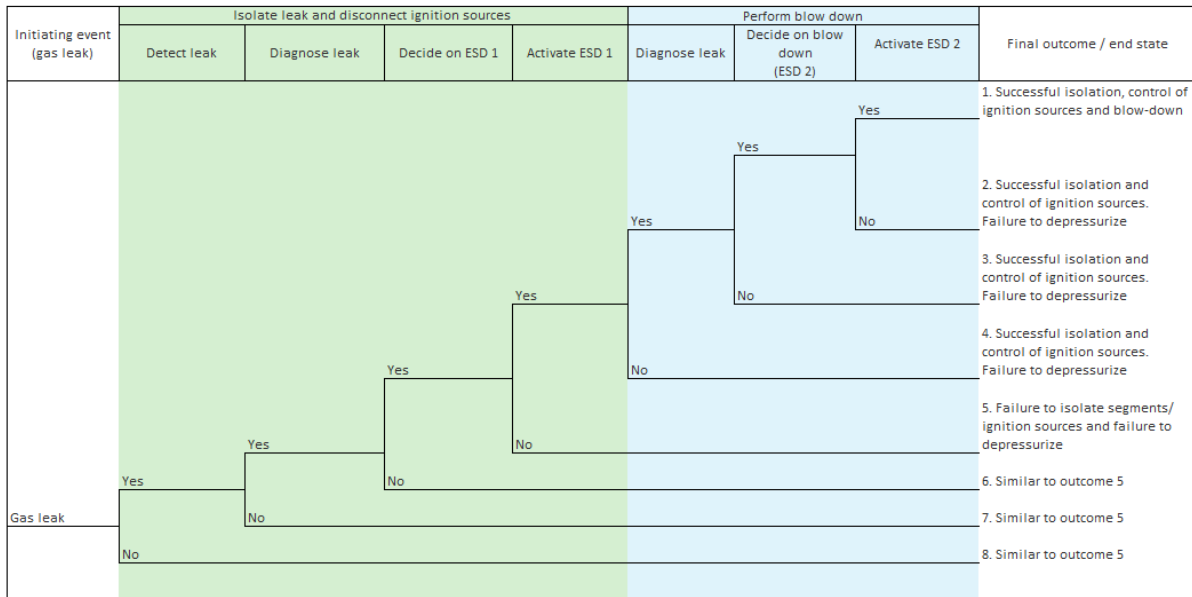 Isolate leak and disconnect ignition sources
Perform blow down
Initiating event
(gas leak)
Detect leak
Diagnose leak
Decide on ESD 1
Activate ESD 1
Diagnose leak
Decide on blow
down
(ESD 2)
Activate ESD 2
Final outcome / end state
1. Successful isolation, control of
ignition sources and blow-down
Yes
Yes
2. Successful isolation and
control of ignition sources.
Failure to depressurize
Yes
No
3. Successful isolation and
control of ignition sources.
Failure to depressurize
Yes
No
4. Successful isolation and
control of ignition sources.
Failure to depressurize
Yes
No
5. Failure to isolate segments/
ignition sources and failure to
depressurize
Yes
No
Yes
No
6. Similar to outcome 5
Gas leak
No
7. Similar to outcome 5
No
8. Similar to outcome 5